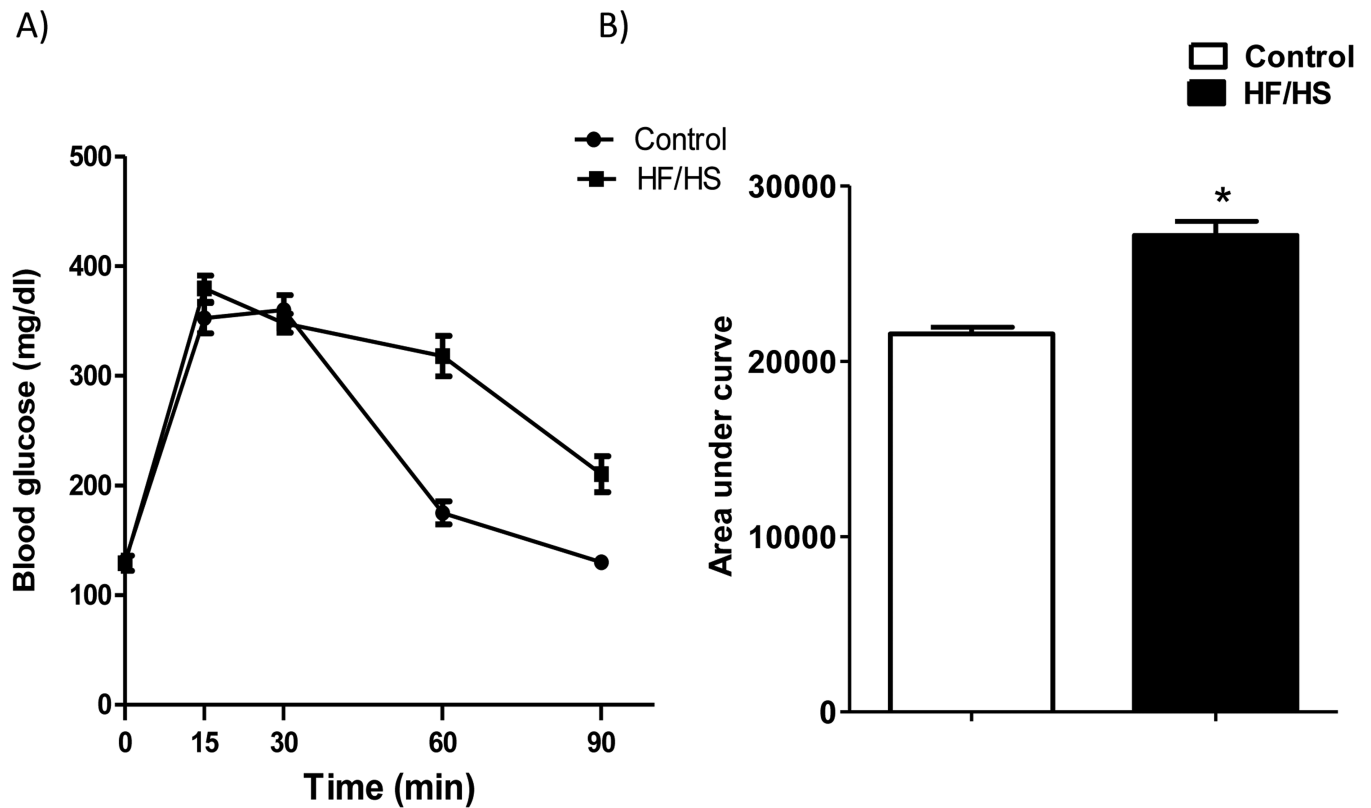 A)
B)
Control
HF/HS
Control
HF/HS
Blood glucose (mg/dl)
500
400
300
200
100
0
0 15 30 60 90
Time (min)
Area under curve
30000
20000
10000
0
*